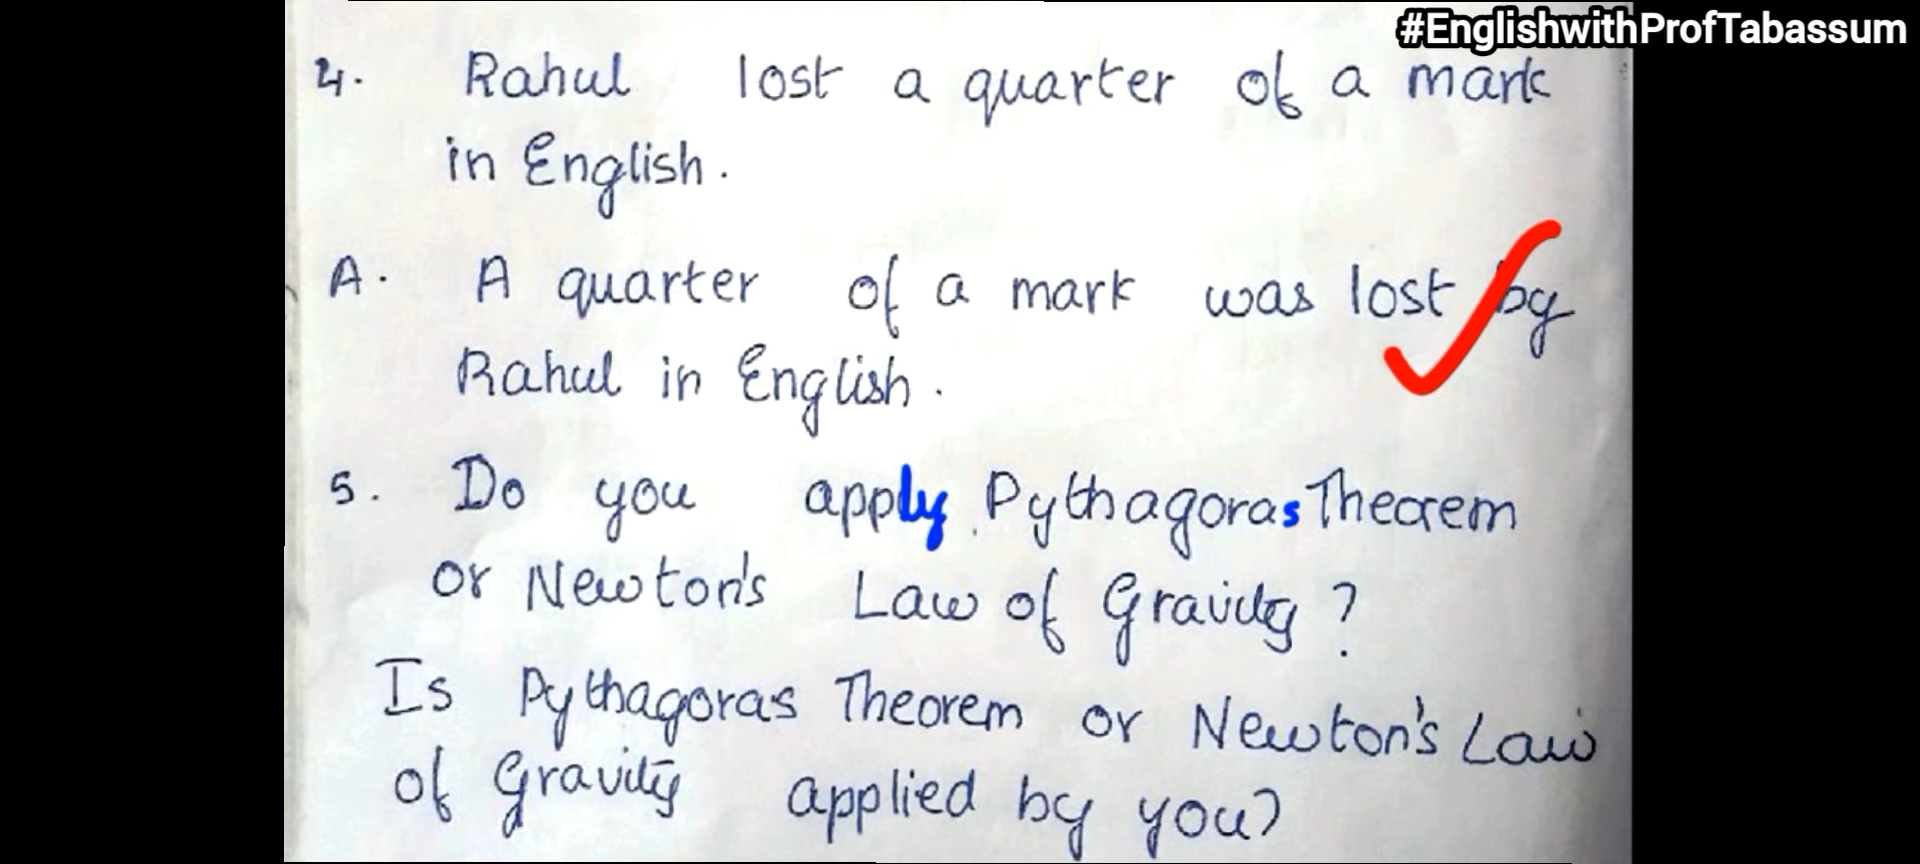 #EnglishwithProfTabassum
4. Rahul lost a quarter of a mark
in English.
A. A quarter of a mark was lost by
Rahul in English.
5. Do you apply Pythagoras Theorem
or Newton's Law of Gravity?
Is Pythagoras Theorem or Newton's Law
of Gravity applied by you?